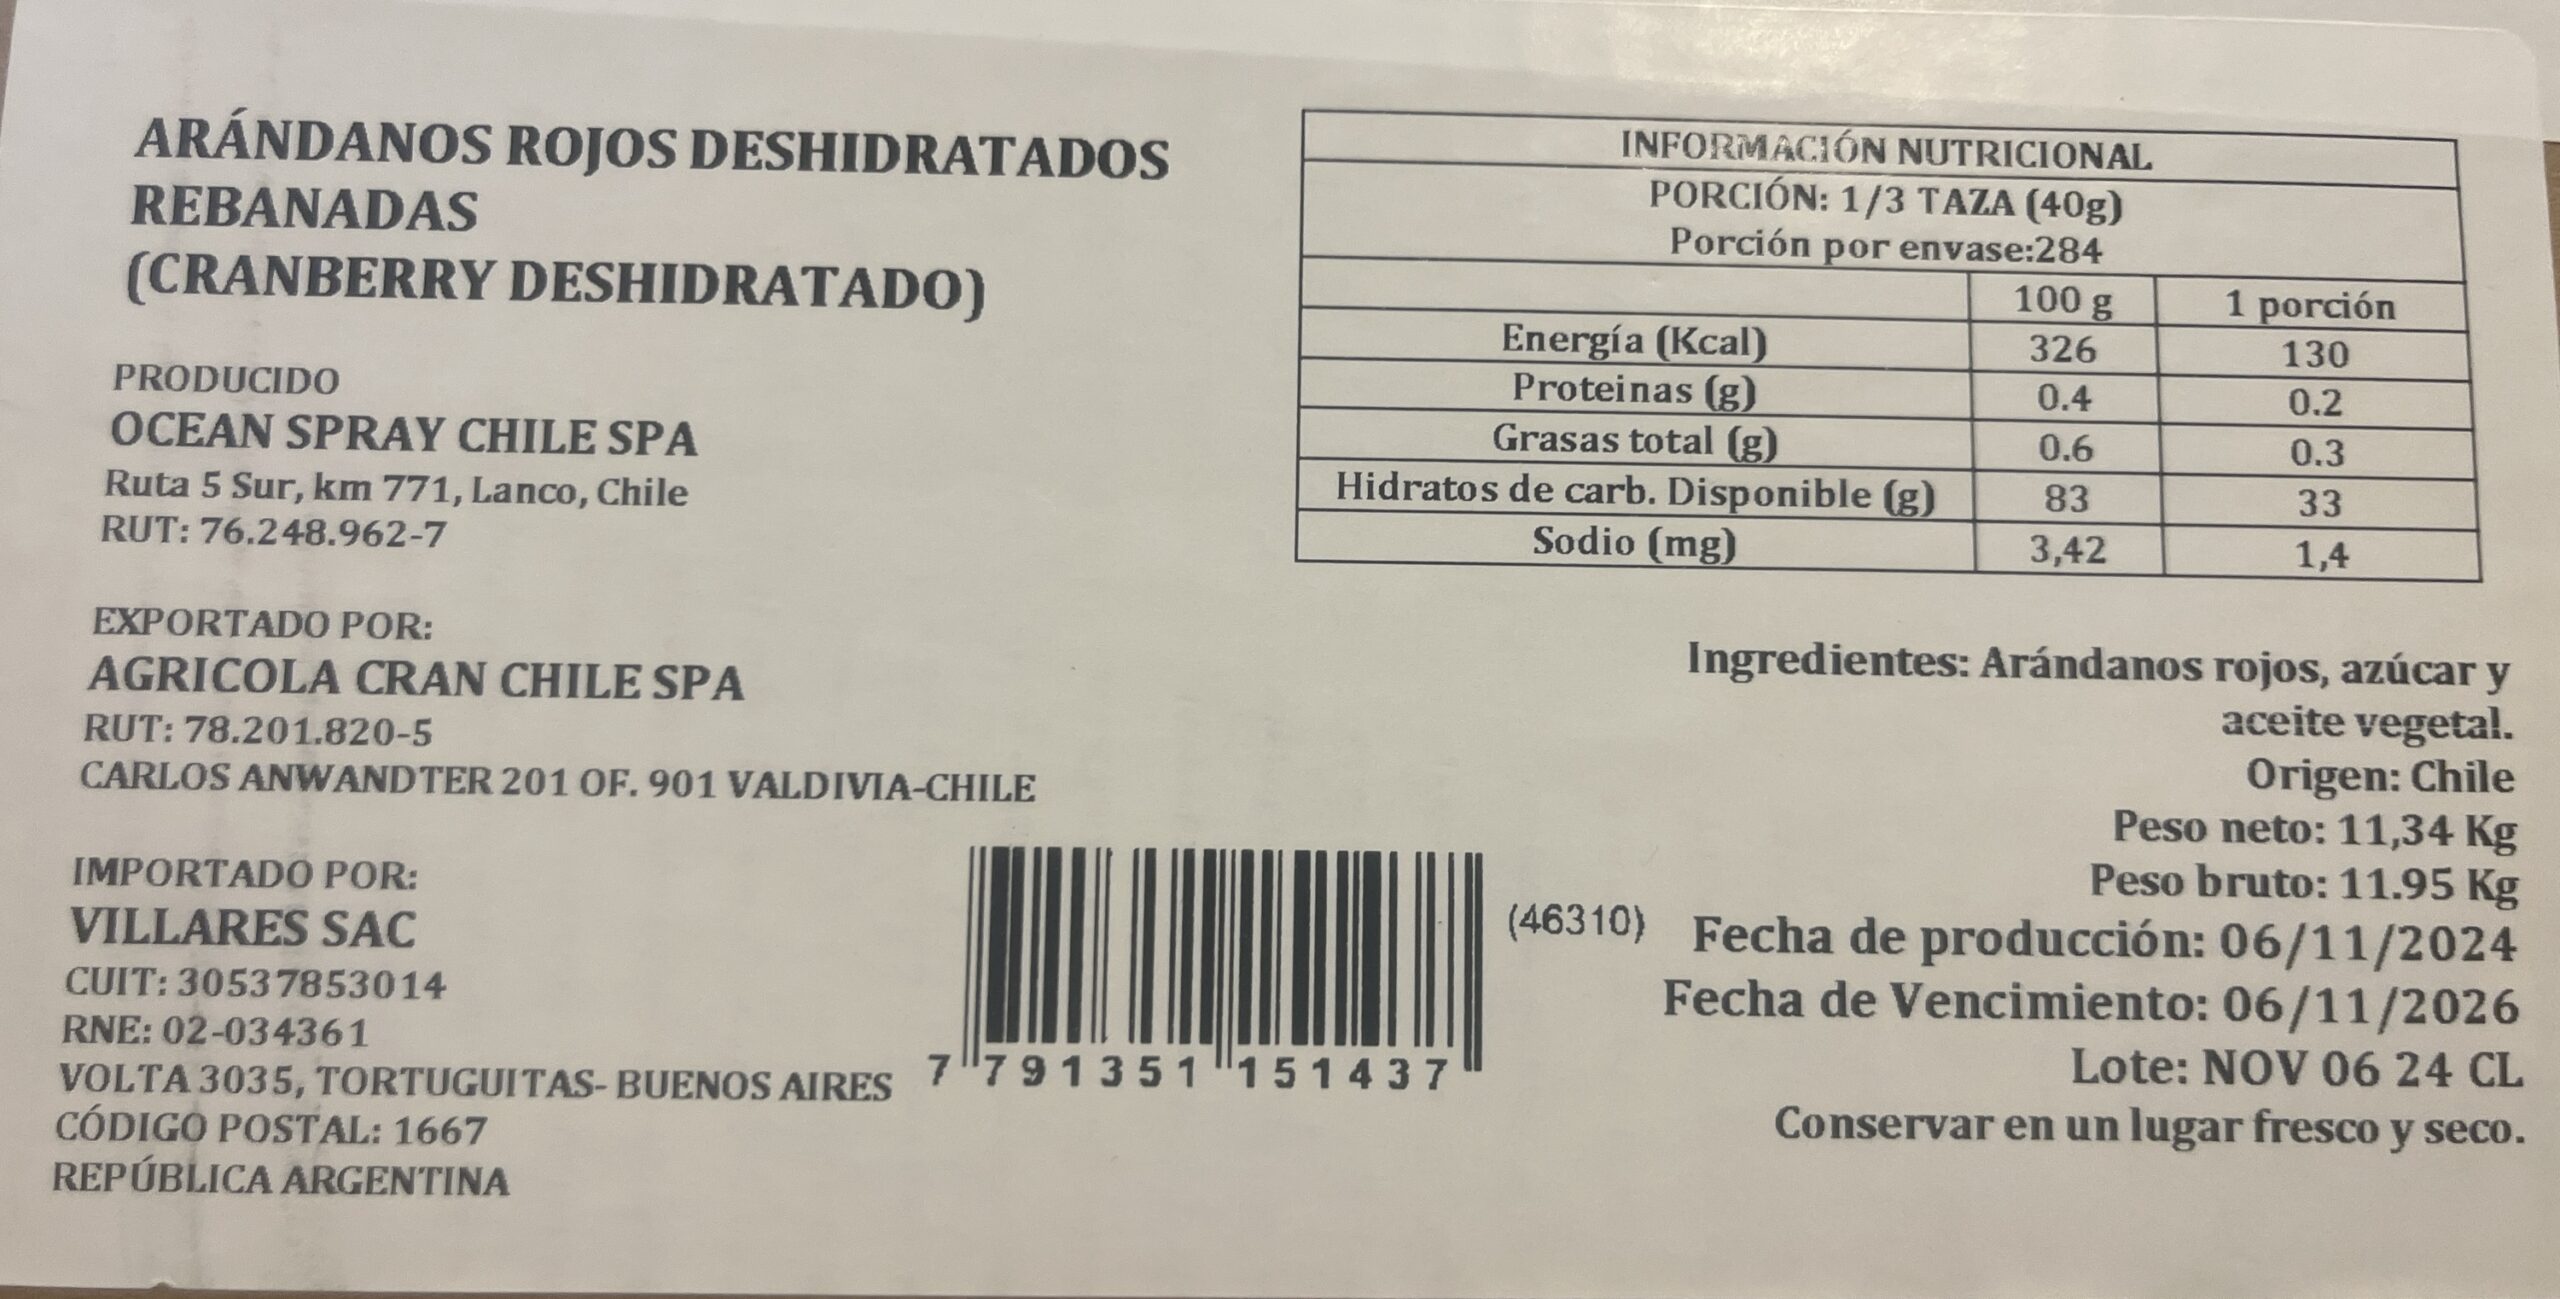 ARÁNDANOS ROJOS DESHIDRATADOS
REBANADAS
(CRANBERRY DESHIDRATADO)
PRODUCIDO
OCEAN SPRAY CHILE SPA
Ruta 5 Sur, km 771, Lanco, Chile
RUT: 76.248.962-7
EXPORTADO POR:
AGRICOLA CRAN CHILE SPA
RUT: 78.201.820-5
CARLOS ANWANDTER 201 OF. 901 VALDIVIA-CHILE
IMPORTADO POR:
VILLARES SAC
CUIT: 30537853014
RNE: 02-034361
VOLTA 3035, TORTUGUITAS- BUENOS AIRES
CÓDIGO POSTAL: 1667
REPÚBLICA ARGENTINA
7 791351 151437
(46310)
INFORMACIÓN NUTRICIONAL
PORCIÓN: 1/3 TAZA (40g)
Porción por envase:284
100 g 1 porción
Energía (Kcal) 326 130
Proteinas (g) 0.4 0.2
Grasas total (g) 0.6 0.3
Hidratos de carb. Disponible (g) 83 33
Sodio (mg) 3,42 1,4
Ingredientes: Arándanos rojos, azúcar y
aceite vegetal.
Origen: Chile
Peso neto: 11,34 Kg
Peso bruto: 11.95 Kg
Fecha de producción: 06/11/2024
Fecha de Vencimiento: 06/11/2026
Lote: NOV 06 24 CL
Conservar en un lugar fresco y seco.